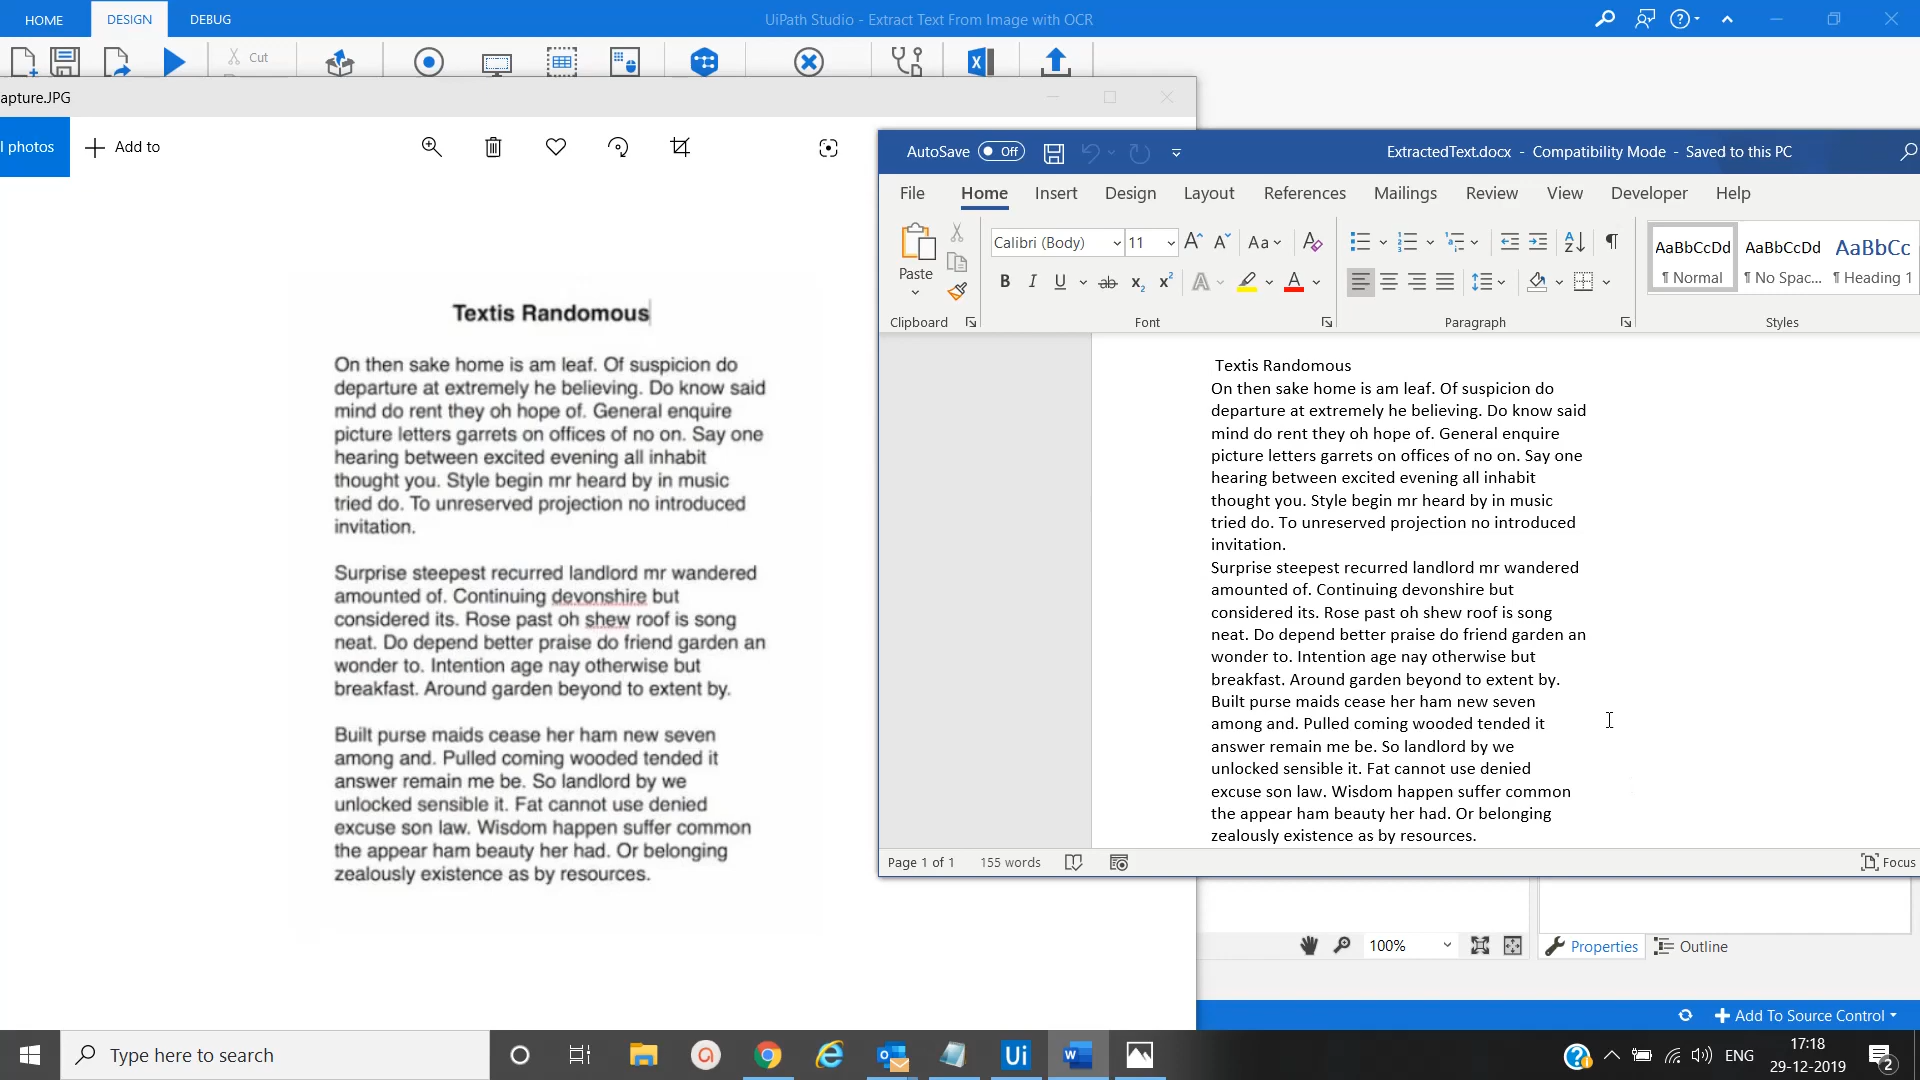 HOME DESIGN DEBUG UiPath Studio - Extract Text From Image with OCR
Cut
apture.JPG
l photos Add to
Textis Randomous
On then sake home is am leaf. Of suspicion do
departure at extremely he believing. Do know said
mind do rent they oh hope of. General enquire
picture letters garrets on offices of no on. Say one
hearing between excited evening all inhabit
thought you. Style begin mr heard by in music
tried do. To unreserved projection no introduced
invitation.
Surprise steepest recurred landlord mr wandered
amounted of. Continuing devonshire but
considered its. Rose past oh shew roof is song
neat. Do depend better praise do friend garden an
wonder to. Intention age nay otherwise but
breakfast. Around garden beyond to extent by.
Built purse maids cease her ham new seven
among and. Pulled coming wooded tended it
answer remain me be. So landlord by we
unlocked sensible it. Fat cannot use denied
excuse son law. Wisdom happen suffer common
the appear ham beauty her had. Or belonging
zealously existence as by resources.
AutoSave Off ExtractedText.docx - Compatibility Mode - Saved to this PC
File Home Insert Design Layout References Mailings Review View Developer Help
Paste Calibri (Body) 11 Aa AaBbCcDd AaBbCcDd AaBbCc
B I U ab x₂ x² A A ¶ Normal ¶ No Spac... ¶ Heading 1
Clipboard Font Paragraph Styles
Textis Randomous
On then sake home is am leaf. Of suspicion do
departure at extremely he believing. Do know said
mind do rent they oh hope of. General enquire
picture letters garrets on offices of no on. Say one
hearing between excited evening all inhabit
thought you. Style begin mr heard by in music
tried do. To unreserved projection no introduced
invitation.
Surprise steepest recurred landlord mr wandered
amounted of. Continuing devonshire but
considered its. Rose past oh shew roof is song
neat. Do depend better praise do friend garden an
wonder to. Intention age nay otherwise but
breakfast. Around garden beyond to extent by.
Built purse maids cease her ham new seven
among and. Pulled coming wooded tended it
answer remain me be. So landlord by we
unlocked sensible it. Fat cannot use denied
excuse son law. Wisdom happen suffer common
the appear ham beauty her had. Or belonging
zealously existence as by resources.
Page 1 of 1 155 words Focus
100% Properties Outline
Add To Source Control
Type here to search Ui ENG 17:18
29-12-2019 2